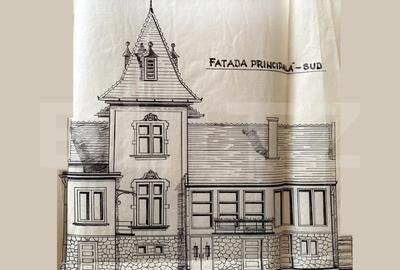 FATADA PRINCIPALĂ - SUD